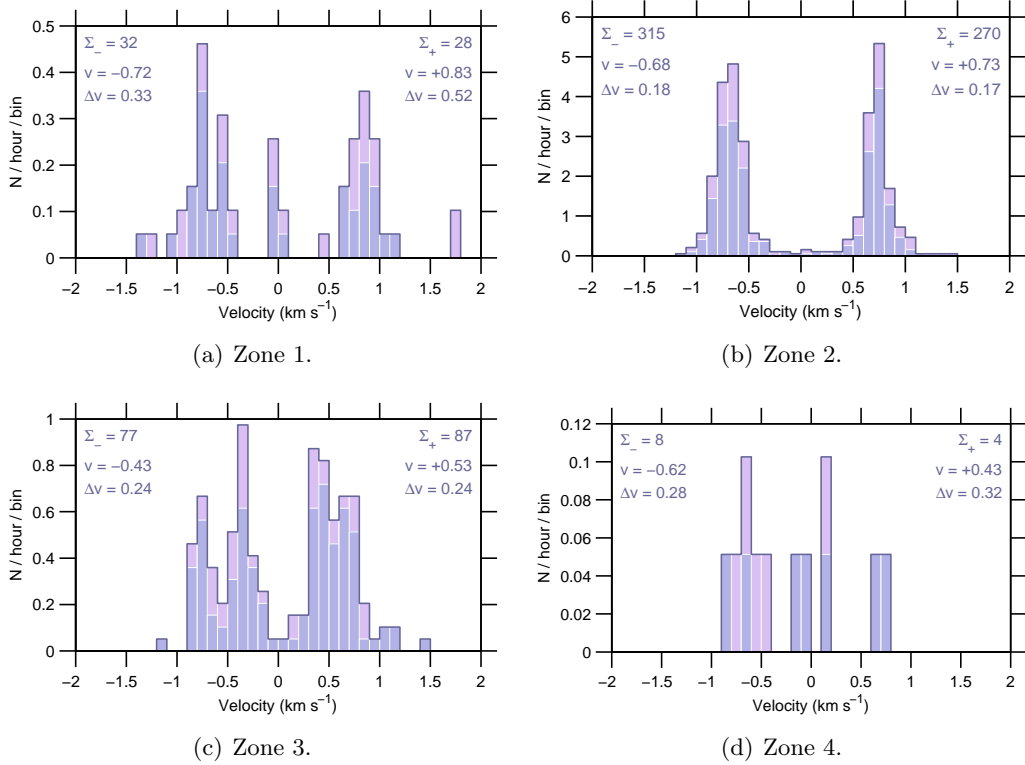 0.5
0.4
0.3
0.2
0.1
0
N / hour / bin
Σ₋ = 32
v = −0.72
Δv = 0.33
Σ₊ = 28
v = +0.83
Δv = 0.52
−2 −1.5 −1 −0.5 0 0.5 1 1.5 2
Velocity (km s⁻¹)
(a) Zone 1.
6
5
4
3
2
1
0
N / hour / bin
Σ₋ = 315
v = −0.68
Δv = 0.18
Σ₊ = 270
v = +0.73
Δv = 0.17
−2 −1.5 −1 −0.5 0 0.5 1 1.5 2
Velocity (km s⁻¹)
(b) Zone 2.
1
0.8
0.6
0.4
0.2
0
N / hour / bin
Σ₋ = 77
v = −0.43
Δv = 0.24
Σ₊ = 87
v = +0.53
Δv = 0.24
−2 −1.5 −1 −0.5 0 0.5 1 1.5 2
Velocity (km s⁻¹)
(c) Zone 3.
0.12
0.1
0.08
0.06
0.04
0.02
0
N / hour / bin
Σ₋ = 8
v = −0.62
Δv = 0.28
Σ₊ = 4
v = +0.43
Δv = 0.32
−2 −1.5 −1 −0.5 0 0.5 1 1.5 2
Velocity (km s⁻¹)
(d) Zone 4.